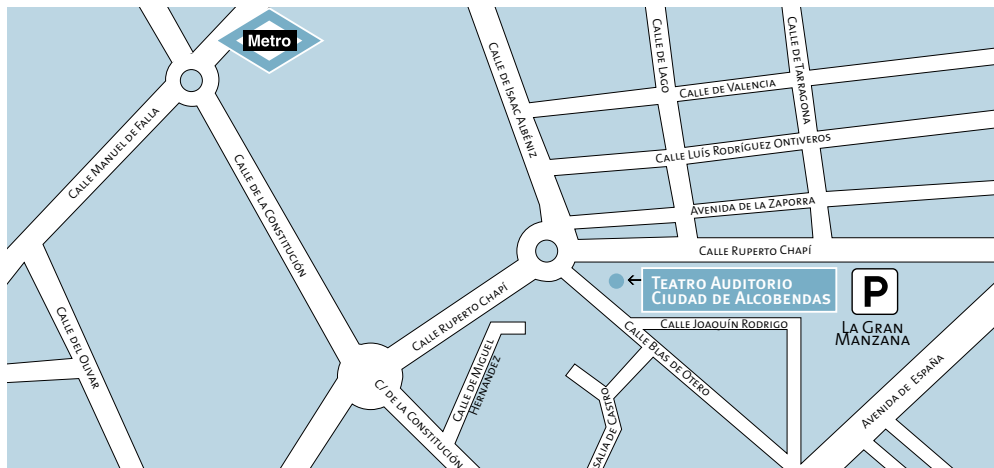 Metro
CALLE DE ISAAC ALBÉNIZ
CALLE DE LAGO
CALLE DE TARRAGONA
CALLE DE VALENCIA
CALLE MANUEL DE FALLA
CALLE DE LA CONSTITUCIÓN
CALLE LUÍS RODRÍGUEZ ONTIVEROS
AVENIDA DE LA ZAPORRA
CALLE RUPERTO CHAPÍ
TEATRO AUDITORIO
CIUDAD DE ALCOBENDAS
P
LA GRAN
MANZANA
CALLE RUPERTO CHAPÍ
CALLE JOAQUÍN RODRIGO
CALLE BLAS DE OTERO
CALLE DEL OLIVAR
CALLE DE MIGUEL
HERNÁNDEZ
C/ DE LA CONSTITUCIÓN
SALIA DE CASTRO
AVENIDA DE ESPAÑA